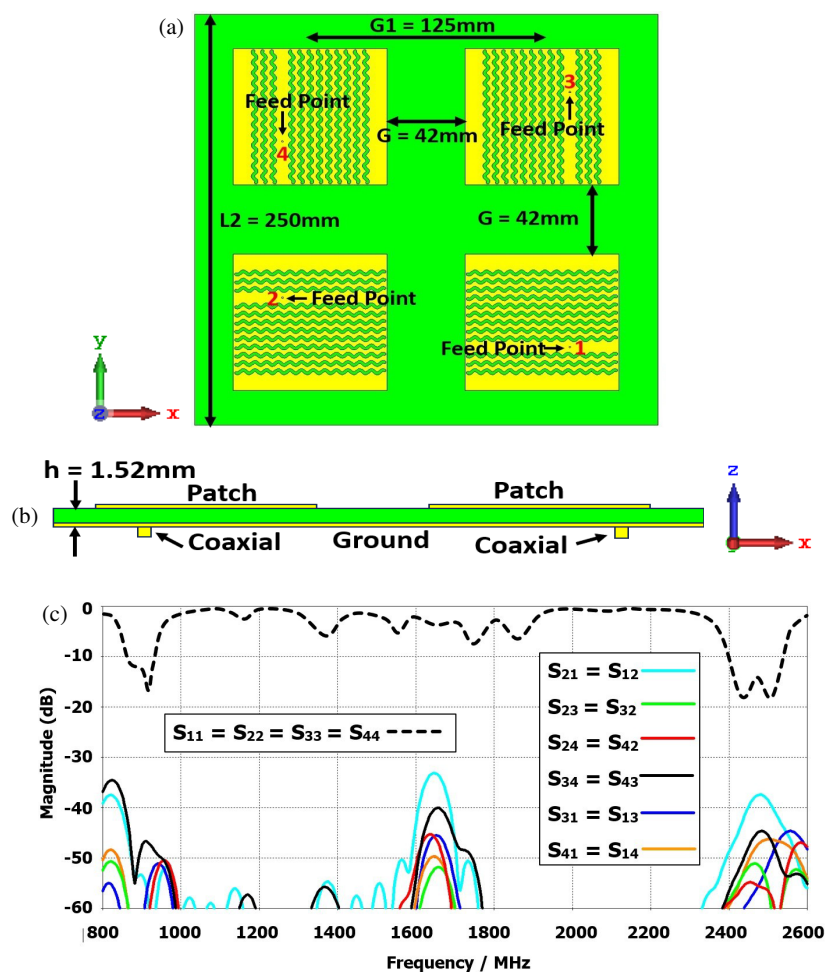 (a)
G1 = 125mm
3
Feed Point
Feed Point
G = 42mm
4
L2 = 250mm
G = 42mm
2
Feed Point
Feed Point
1
y
z
x
h = 1.52mm
Patch
Patch
z
(b)
Coaxial
Ground
Coaxial
x
(c)
0
-10
-20
-30
-40
-50
-60
Magnitude (dB)
S11 = S22 = S33 = S44
S21 = S12
S23 = S32
S24 = S42
S34 = S43
S31 = S13
S41 = S14
800 1000 1200 1400 1600 1800 2000 2200 2400 2600
Frequency / MHz